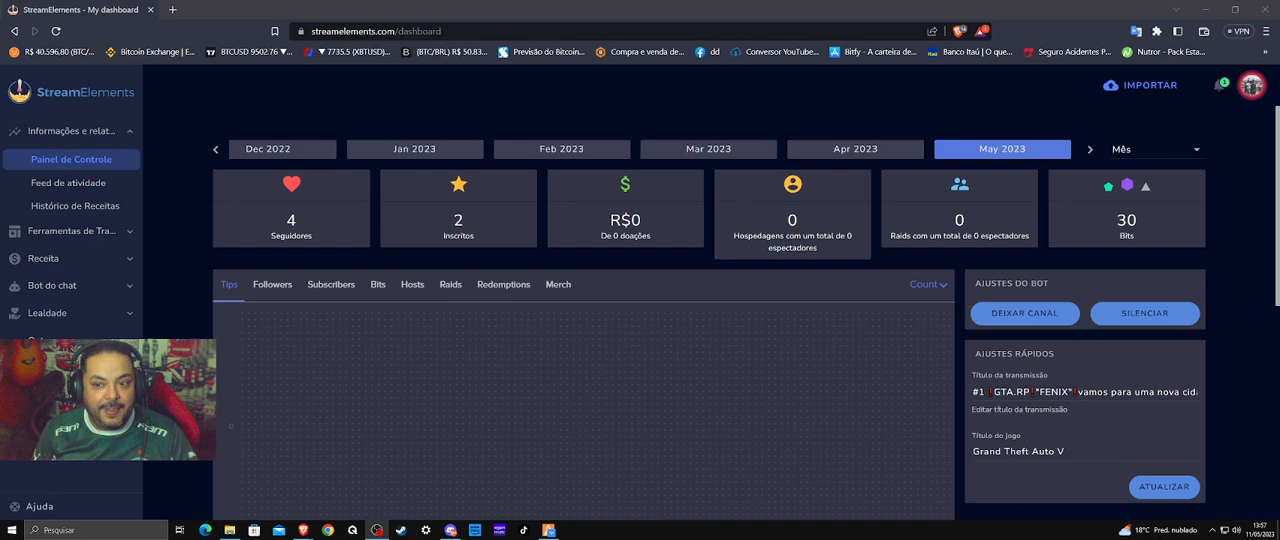 StreamElements - My dashboard
streamelements.com/dashboard
VPN
R$ 40.596,80 (BTC/...
Bitcoin Exchange | E...
BTCUSD 9502.76 ▼...
▼ 7735.5 (XBTUSD)...
(BTC/BRL) R$ 50.83...
Previsão do Bitcoin...
Compra e venda de...
dd
Conversor YouTube...
Bitfy — A carteira de...
Banco Itaú | O que...
Seguro Acidentes P...
Nutror - Pack Esta...
StreamElements
IMPORTAR
1
Informações e relat...
Painel de Controle
Feed de atividade
Histórico de Receitas
Ferramentas de Tra...
Receita
Bot do chat
Lealdade
Ajuda
Dec 2022
Jan 2023
Feb 2023
Mar 2023
Apr 2023
May 2023
Mês
4
Seguidores
2
Inscritos
R$0
De 0 doações
0
Hospedagens com um total de 0
espectadores
0
Raids com um total de 0 espectadores
30
Bits
Tips
Followers
Subscribers
Bits
Hosts
Raids
Redemptions
Merch
Count
0
AJUSTES DO BOT
DEIXAR CANAL
SILENCIAR
AJUSTES RÁPIDOS
Título da transmissão
#1 ❗GTA.RP❗"FENIX"❗vamos para uma nova cida
Editar título da transmissão
Título do jogo
Grand Theft Auto V
ATUALIZAR
Pesquisar
18°C Pred. nublado
13:57
11/05/2023